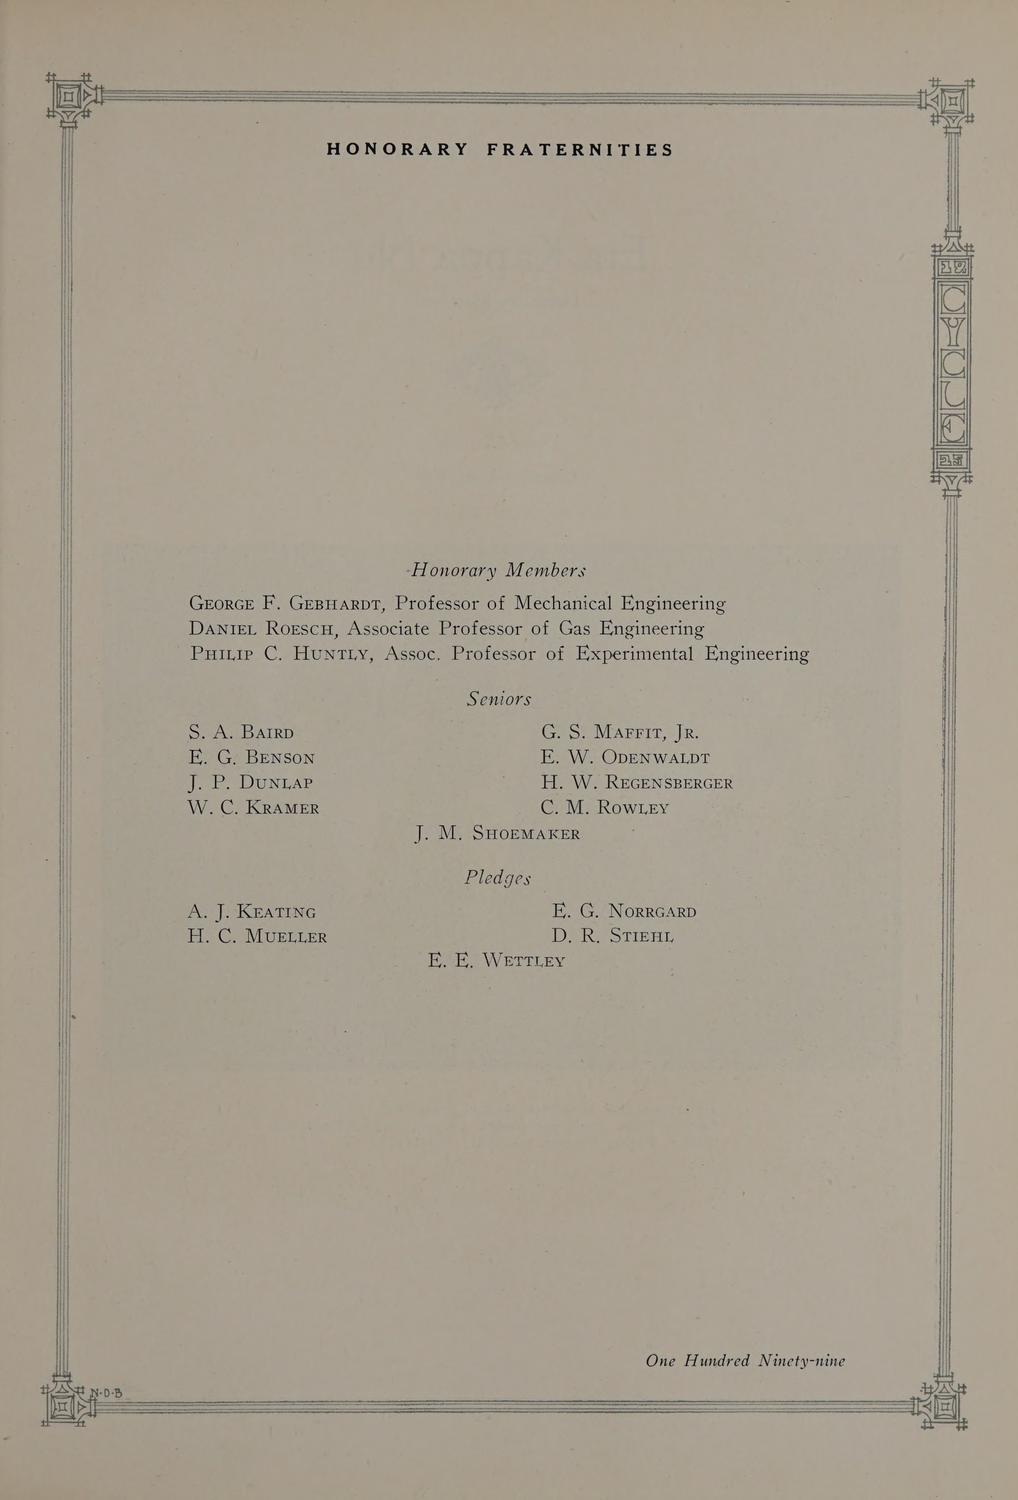 HONORARY FRATERNITIES
19
CYCLE
25
Honorary Members
GEORGE F. GEBHARDT, Professor of Mechanical Engineering
DANIEL ROESCH, Associate Professor of Gas Engineering
PHILIP C. HUNTLY, Assoc. Professor of Experimental Engineering
Seniors
S. A. BAIRD
E. G. BENSON
J. P. DUNLAP
W. C. KRAMER
G. S. MAFFIT, JR.
E. W. ODENWALDT
H. W. REGENSBERGER
C. M. ROWLEY
J. M. SHOEMAKER
Pledges
A. J. KEATING
H. C. MUELLER
E. G. NORRGARD
D. R. STIEHL
E. E. WETTLEY
One Hundred Ninety-nine
N·D·B